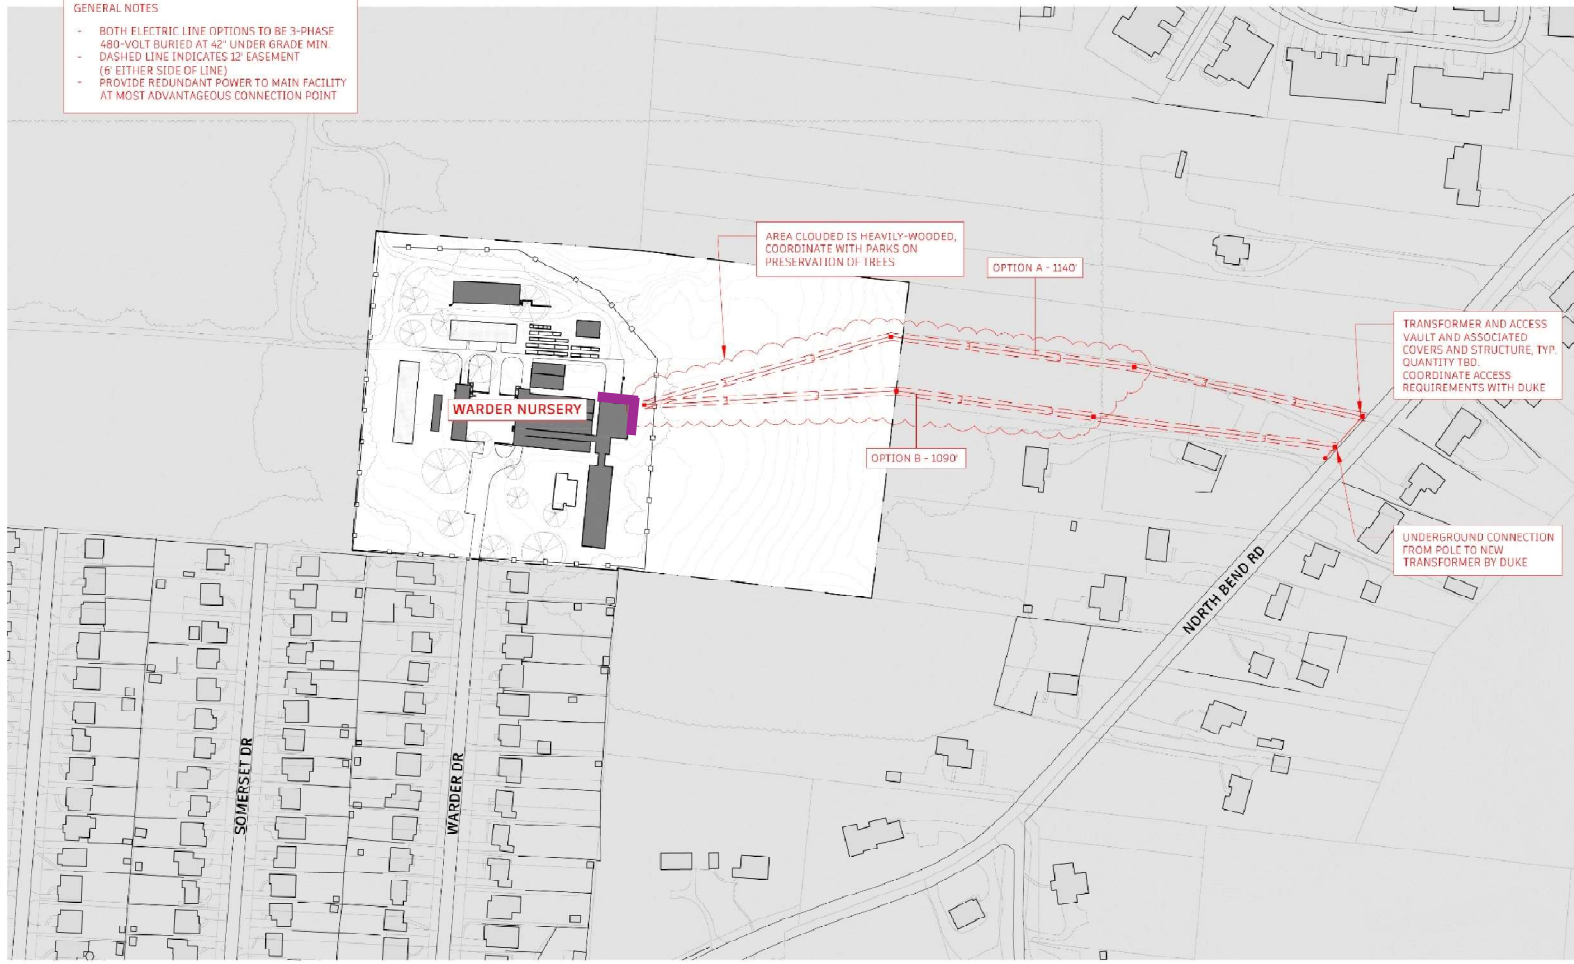 GENERAL NOTES
- BOTH ELECTRIC LINE OPTIONS TO BE 3-PHASE
480-VOLT BURIED AT 42" UNDER GRADE MIN.
- DASHED LINE INDICATES 12' EASEMENT
(6' EITHER SIDE OF LINE)
- PROVIDE REDUNDANT POWER TO MAIN FACILITY
AT MOST ADVANTAGEOUS CONNECTION POINT
AREA CLOUDED IS HEAVILY-WOODED,
COORDINATE WITH PARKS ON
PRESERVATION OF TREES
OPTION A - 1140'
TRANSFORMER AND ACCESS
VAULT AND ASSOCIATED
COVERS AND STRUCTURE, TYP.
QUANTITY TBD.
COORDINATE ACCESS
REQUIREMENTS WITH DUKE
WARDER NURSERY
OPTION B - 1090'
UNDERGROUND CONNECTION
FROM POLE TO NEW
TRANSFORMER BY DUKE
NORTH BEND RD
SOMERSET DR
WARDER DR